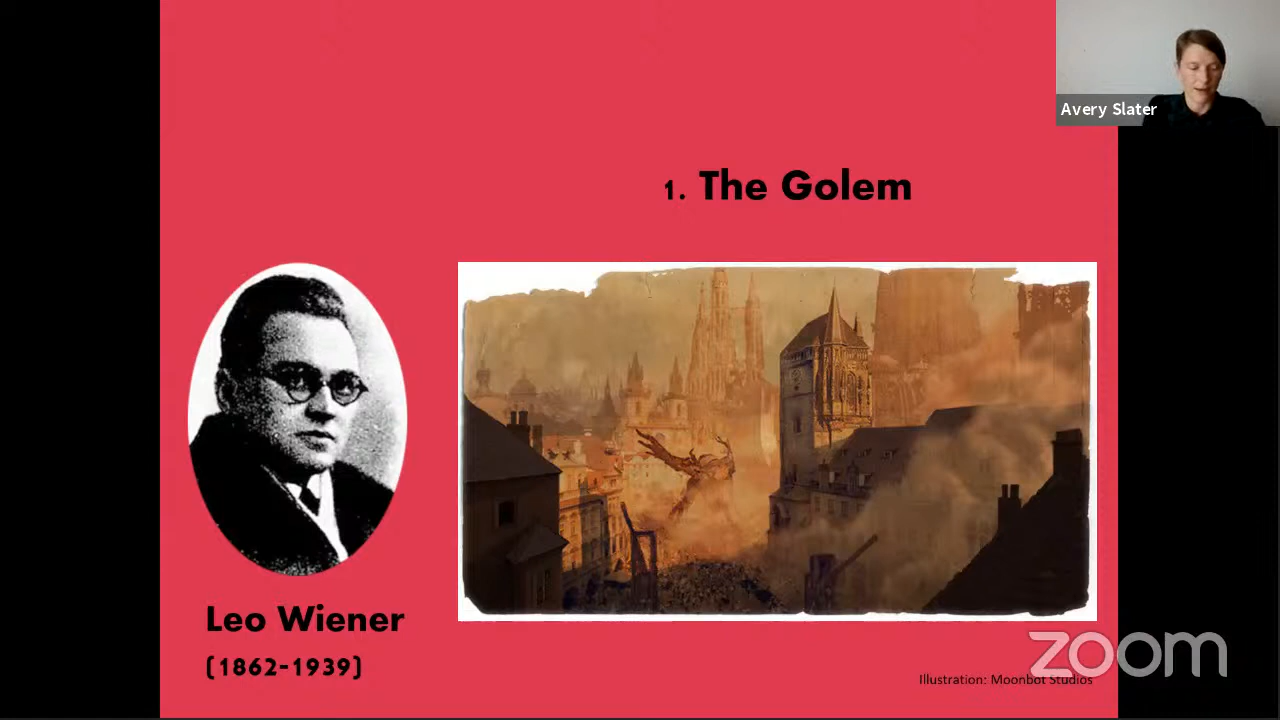 Avery Slater
1. The Golem
Leo Wiener
(1862-1939)
zoom
Illustration: Moonbot Studios